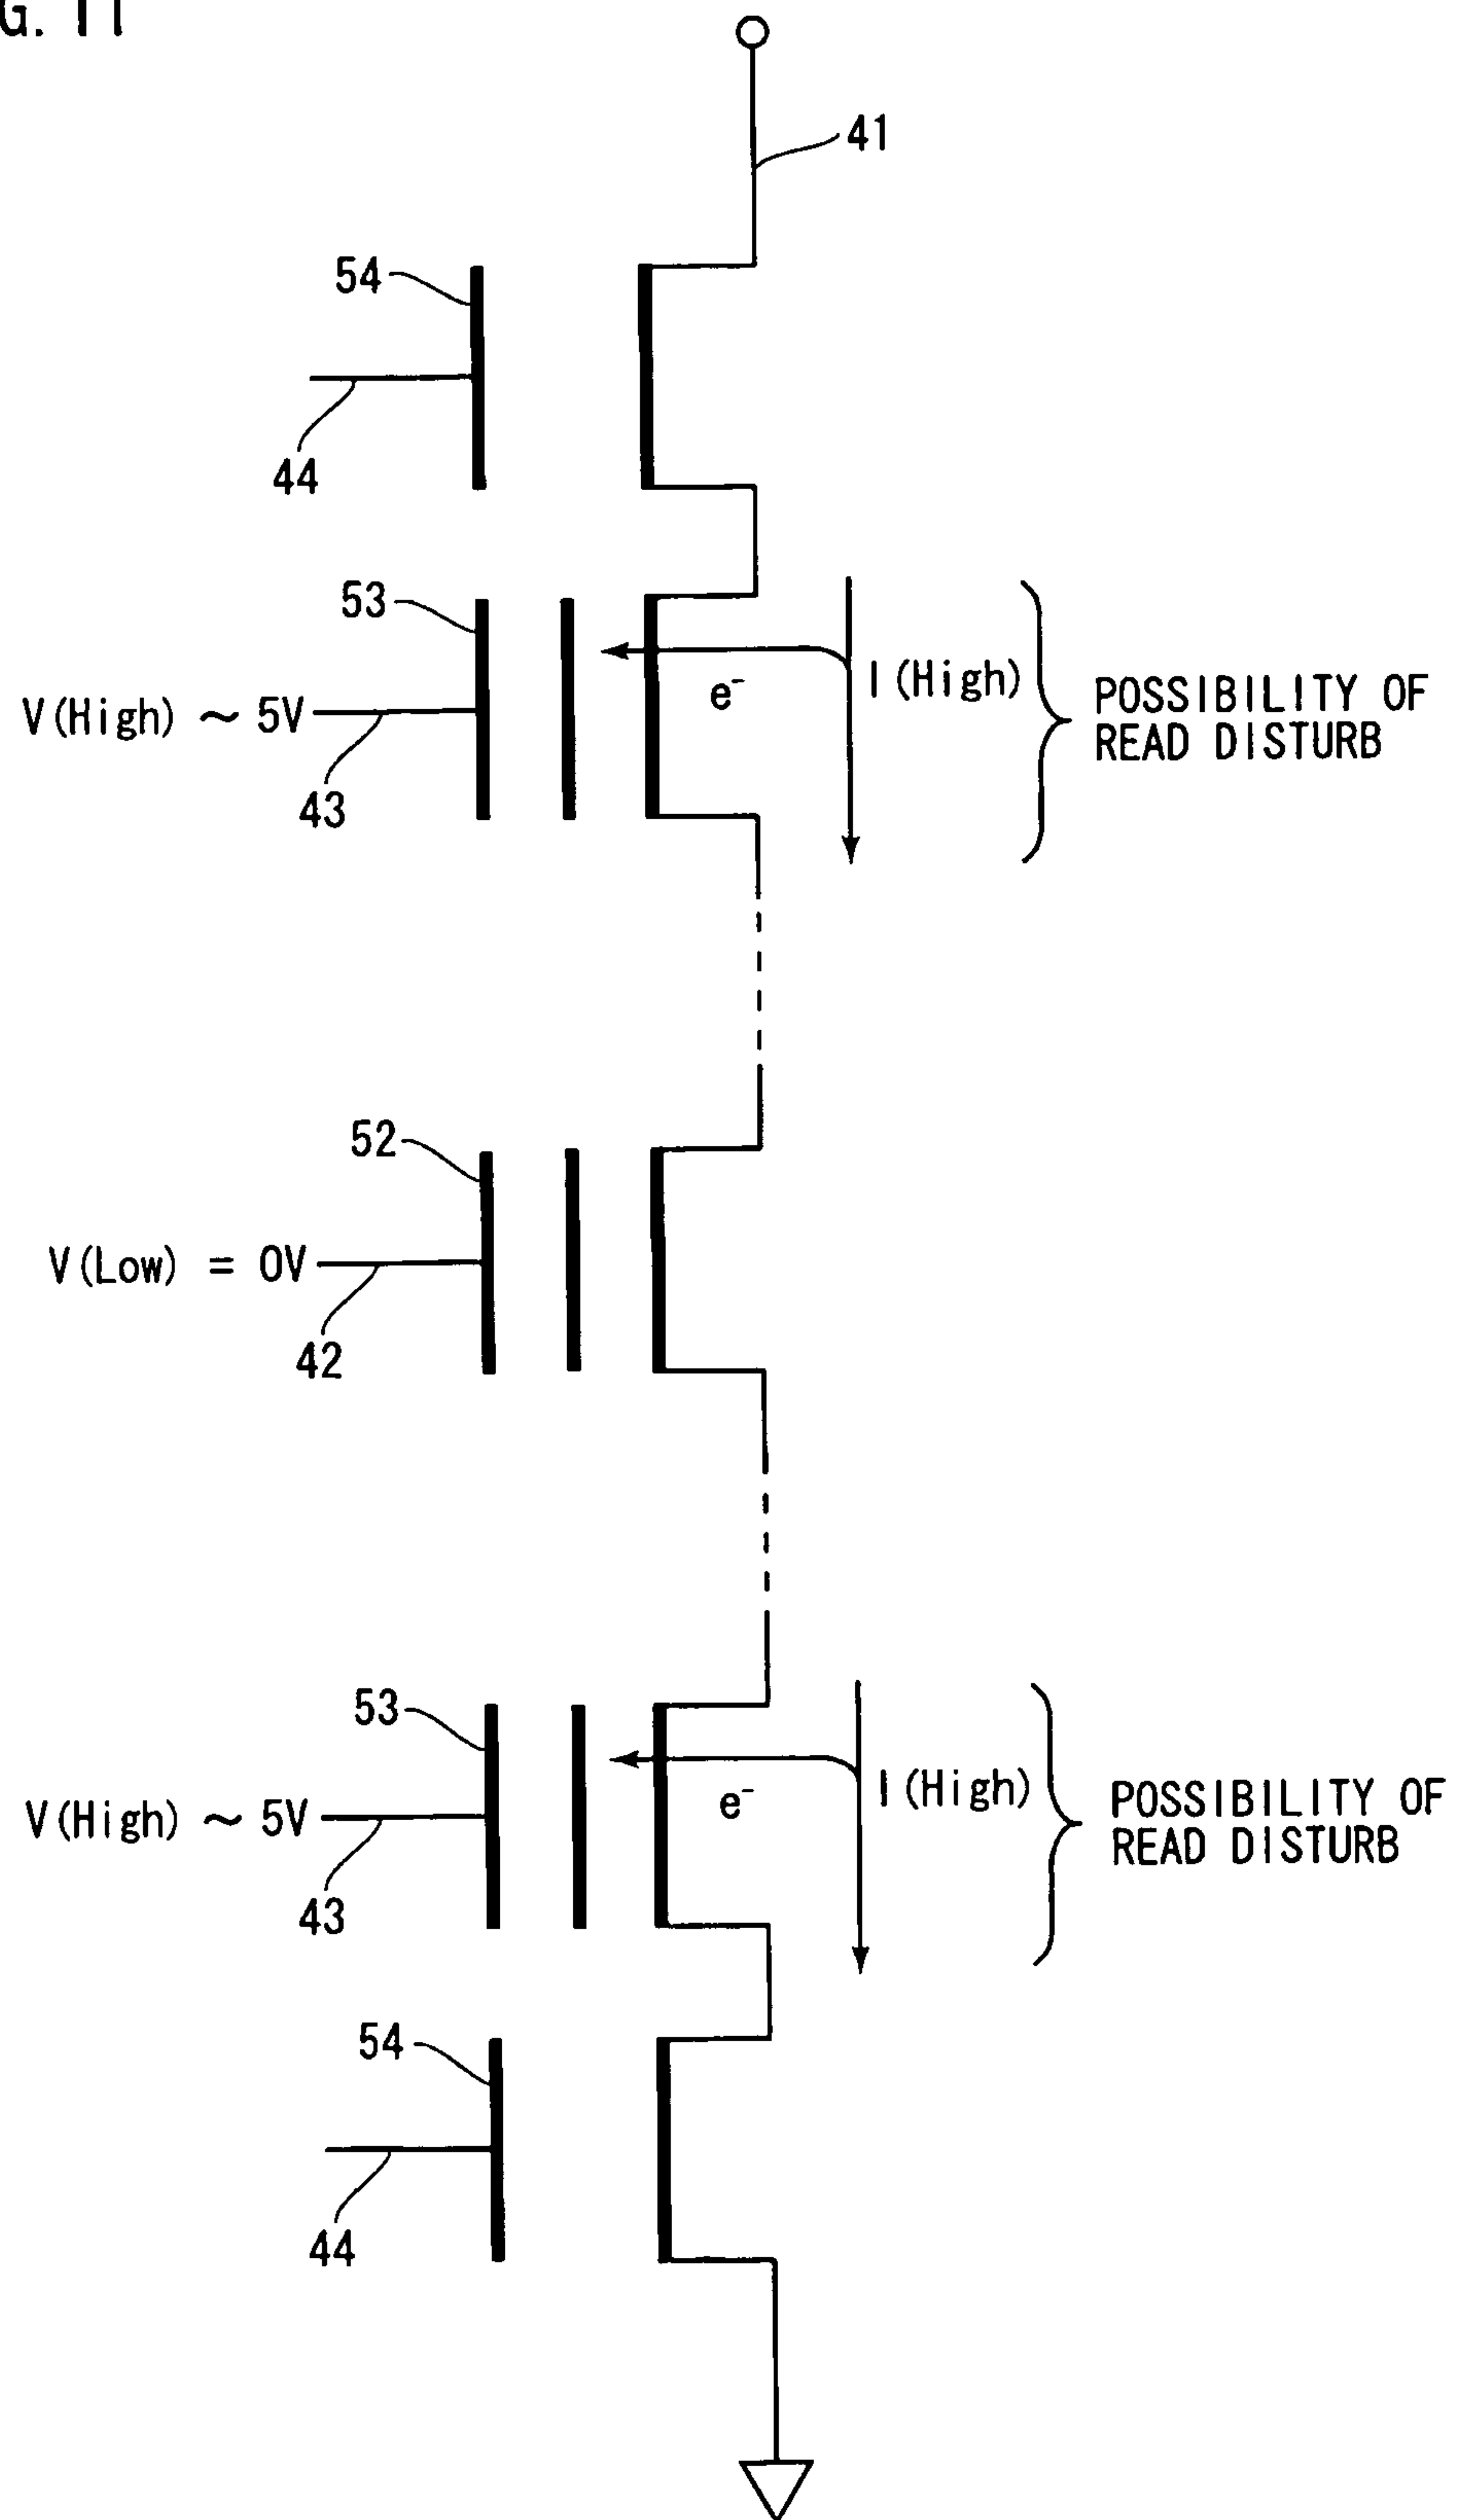 G. 11
41
54
44
53
V(High) ~ 5V
43
e⁻
I (High)
POSSIBILITY OF
READ DISTURB
52
V(Low) = 0V
42
53
V(High) ~ 5V
43
e⁻
I (High)
POSSIBILITY OF
READ DISTURB
54
44